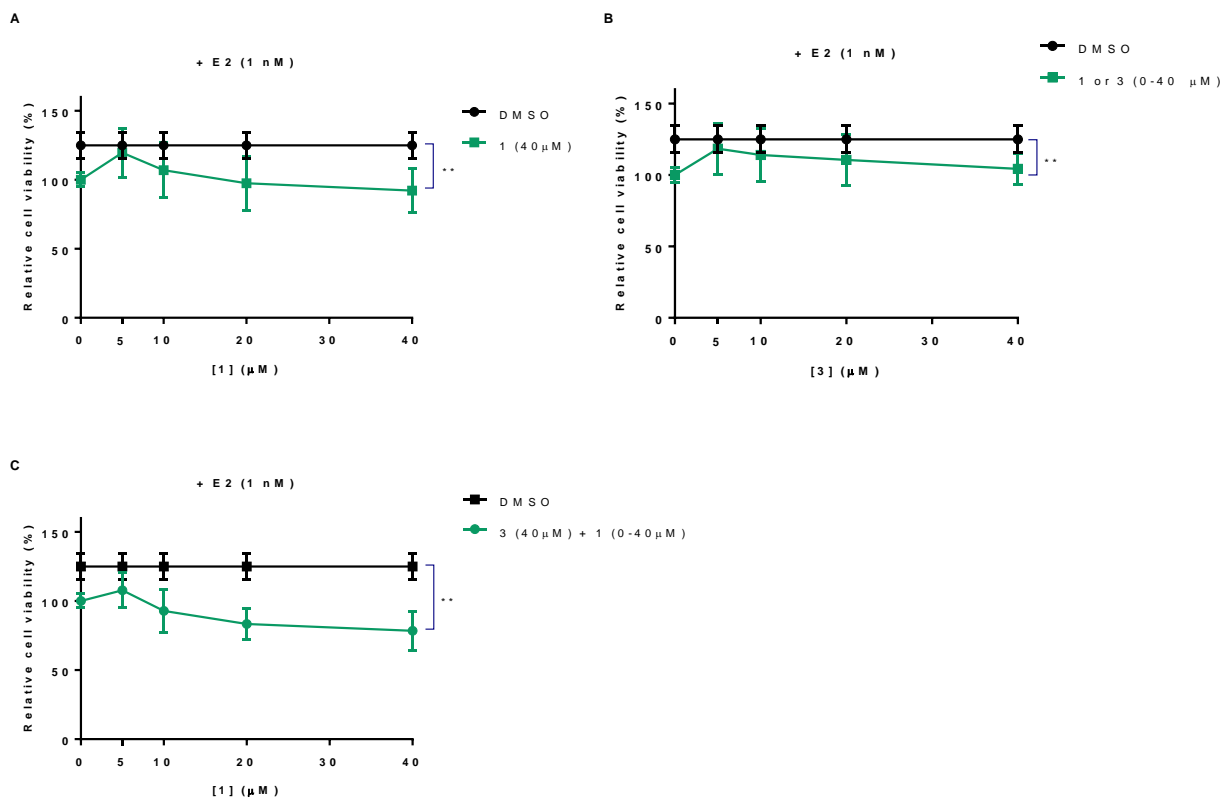 A
+ E2 (1 nM)
DMSO
1 (40μM)
Relative cell viability (%)
150
100
50
0
**
0 5 10 20 30 40
[1] (μM)
B
+ E2 (1 nM)
DMSO
1 or 3 (0-40 μM)
Relative cell viability (%)
150
100
50
0
**
0 5 10 20 30 40
[3] (μM)
C
+ E2 (1 nM)
DMSO
3 (40μM) + 1 (0-40μM)
Relative cell viability (%)
150
100
50
0
**
0 5 10 20 30 40
[1] (μM)